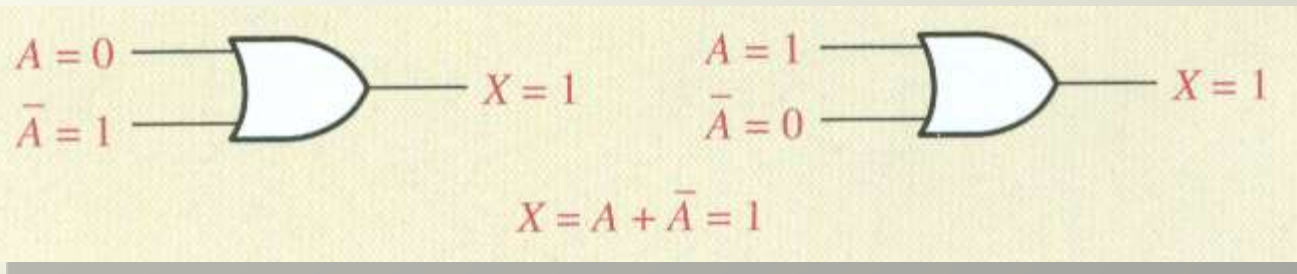 A = 0
Ā = 1
X = 1
A = 1
Ā = 0
X = 1
X = A + Ā = 1